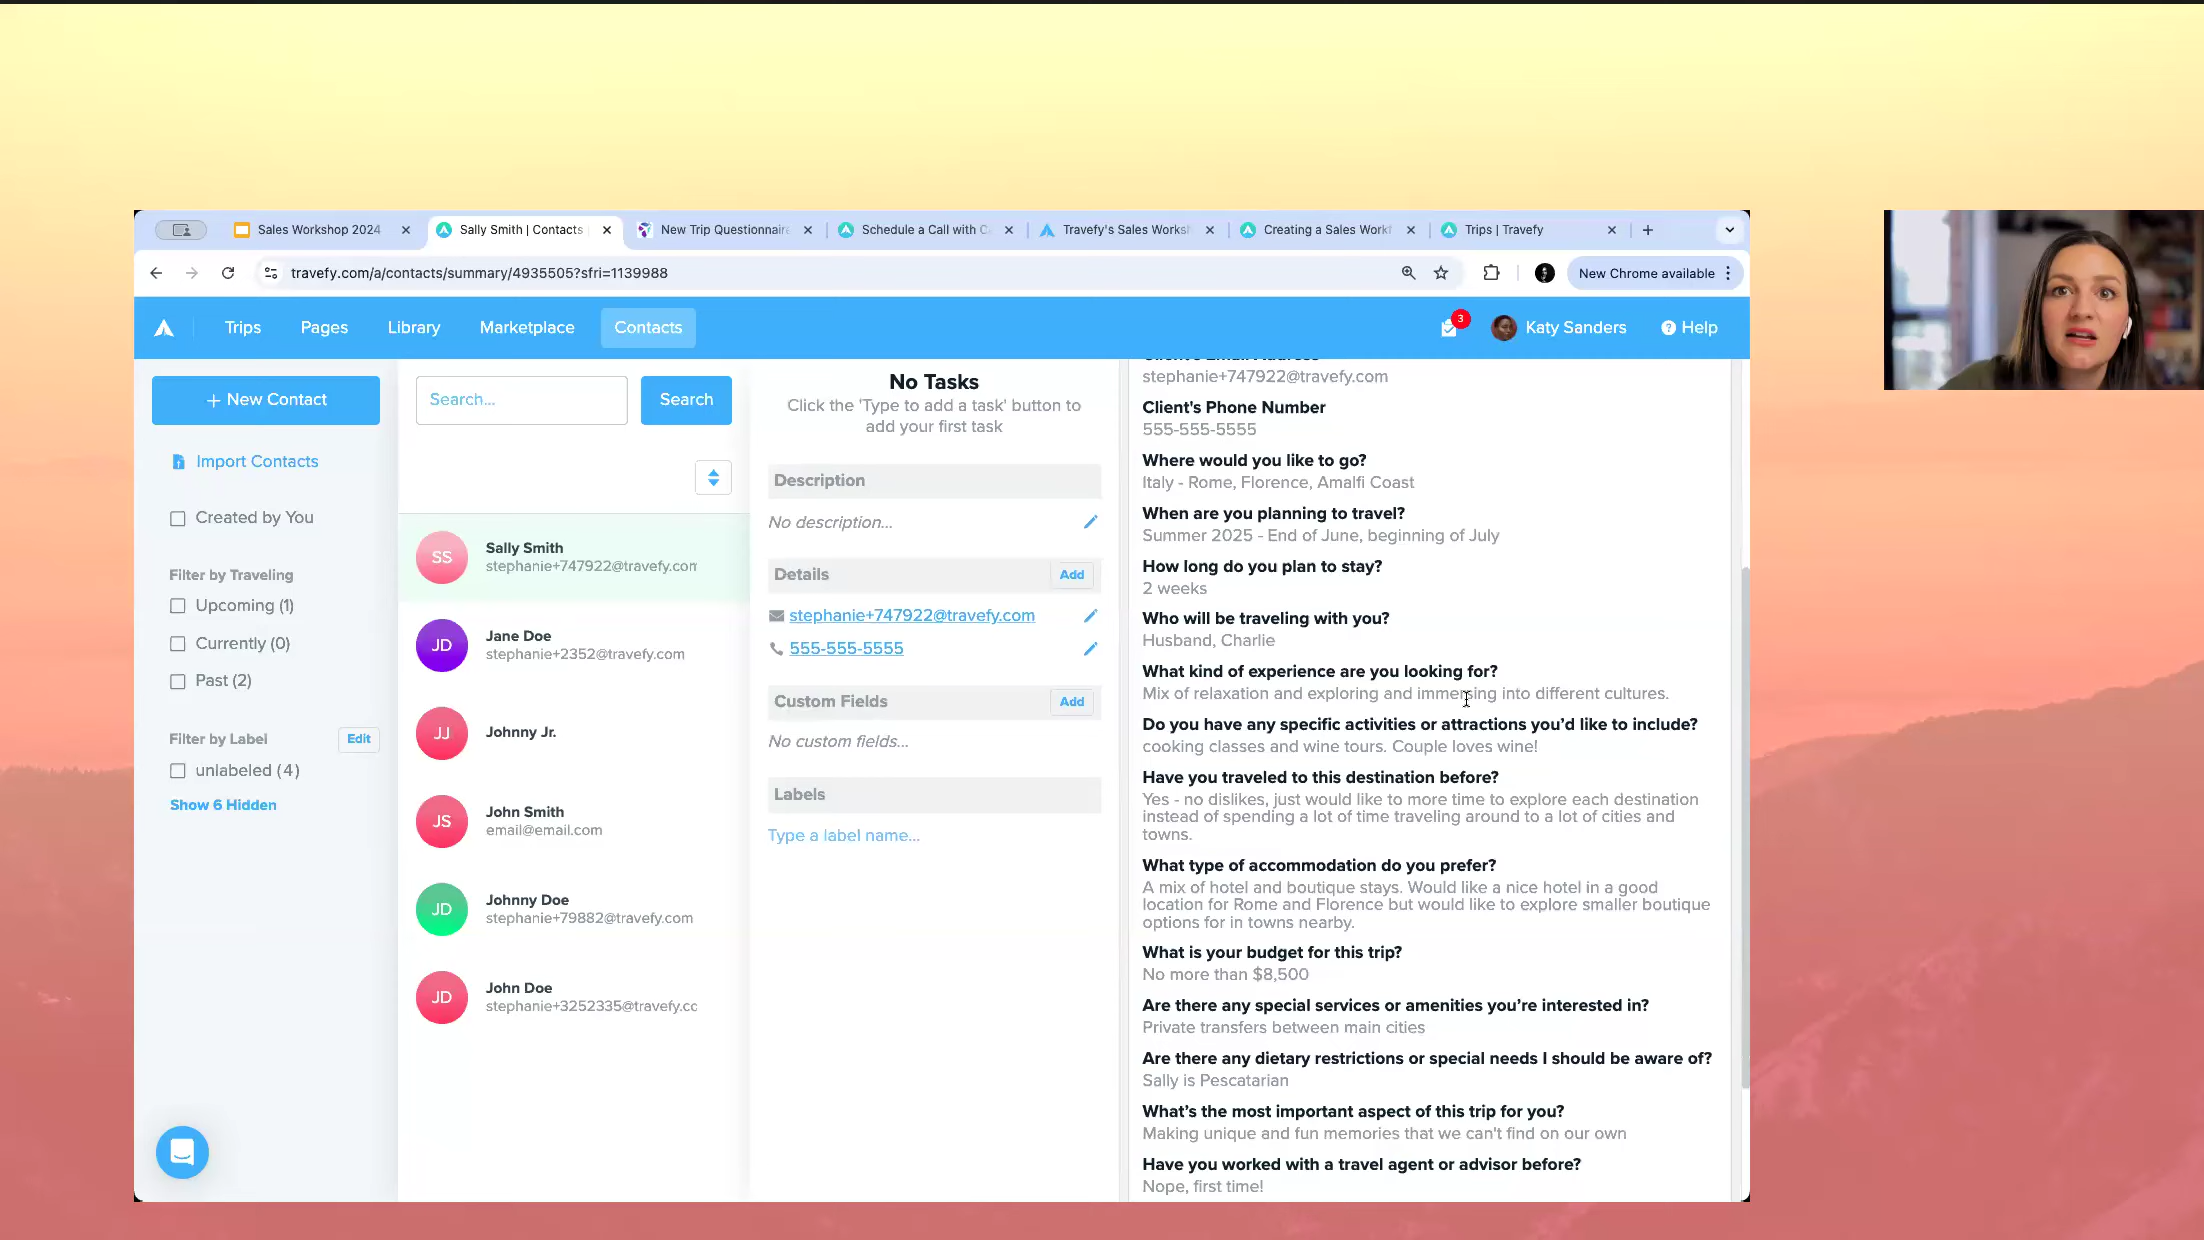 Sales Workshop 2024
Sally Smith | Contacts
New Trip Questionnaire
Schedule a Call with C
Travefy's Sales Worksh
Creating a Sales Workf
Trips | Travefy
travefy.com/a/contacts/summary/4935505?sfri=1139988
New Chrome available
Trips
Pages
Library
Marketplace
Contacts
3
Katy Sanders
Help
+ New Contact
Import Contacts
Created by You
Filter by Traveling
Upcoming (1)
Currently (0)
Past (2)
Filter by Label
Edit
unlabeled (4)
Show 6 Hidden
Search...
Search
SS
Sally Smith
stephanie+747922@travefy.com
JD
Jane Doe
stephanie+2352@travefy.com
JJ
Johnny Jr.
JS
John Smith
email@email.com
JD
Johnny Doe
stephanie+79882@travefy.com
JD
John Doe
stephanie+3252335@travefy.cc
No Tasks
Click the 'Type to add a task' button to
add your first task
Description
No description...
Details
Add
stephanie+747922@travefy.com
555-555-5555
Custom Fields
Add
No custom fields...
Labels
Type a label name...
Client's Email Address
stephanie+747922@travefy.com
Client's Phone Number
555-555-5555
Where would you like to go?
Italy - Rome, Florence, Amalfi Coast
When are you planning to travel?
Summer 2025 - End of June, beginning of July
How long do you plan to stay?
2 weeks
Who will be traveling with you?
Husband, Charlie
What kind of experience are you looking for?
Mix of relaxation and exploring and immersing into different cultures.
Do you have any specific activities or attractions you’d like to include?
cooking classes and wine tours. Couple loves wine!
Have you traveled to this destination before?
Yes - no dislikes, just would like to more time to explore each destination
instead of spending a lot of time traveling around to a lot of cities and
towns.
What type of accommodation do you prefer?
A mix of hotel and boutique stays. Would like a nice hotel in a good
location for Rome and Florence but would like to explore smaller boutique
options for in towns nearby.
What is your budget for this trip?
No more than $8,500
Are there any special services or amenities you’re interested in?
Private transfers between main cities
Are there any dietary restrictions or special needs I should be aware of?
Sally is Pescatarian
What’s the most important aspect of this trip for you?
Making unique and fun memories that we can't find on our own
Have you worked with a travel agent or advisor before?
Nope, first time!